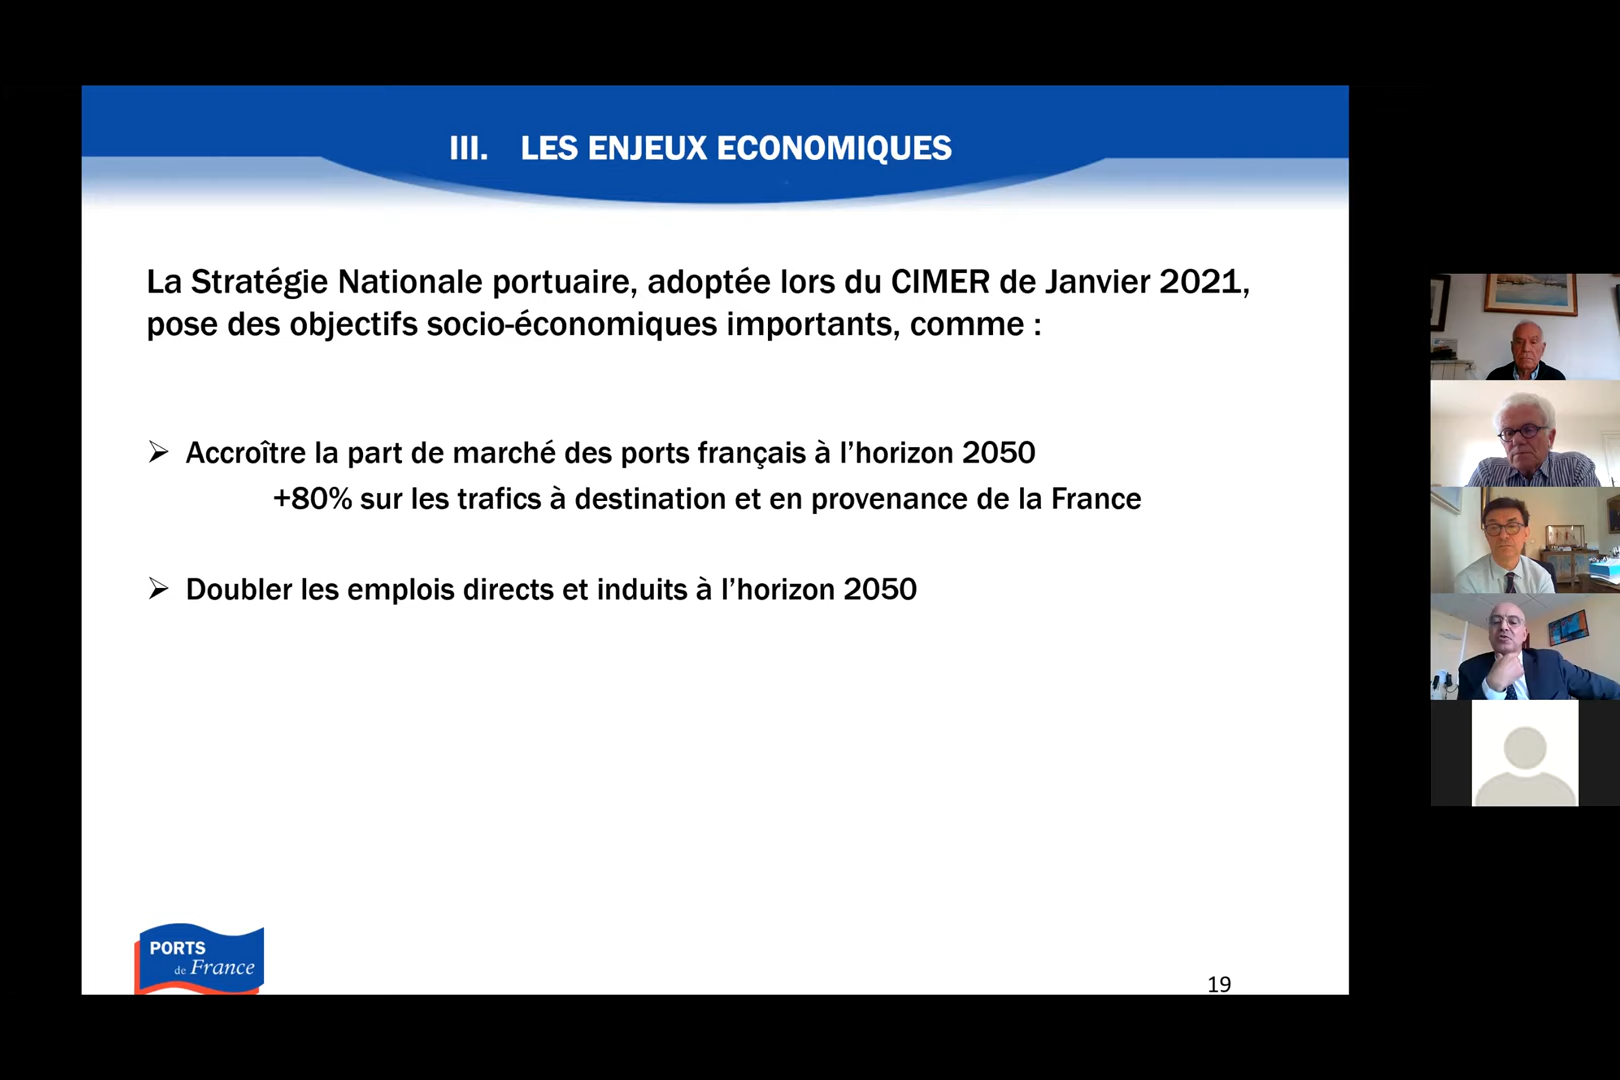 III. LES ENJEUX ECONOMIQUES
La Stratégie Nationale portuaire, adoptée lors du CIMER de Janvier 2021,
pose des objectifs socio-économiques importants, comme :
➢ Accroître la part de marché des ports français à l’horizon 2050
+80% sur les trafics à destination et en provenance de la France
➢ Doubler les emplois directs et induits à l’horizon 2050
PORTS
de France
19